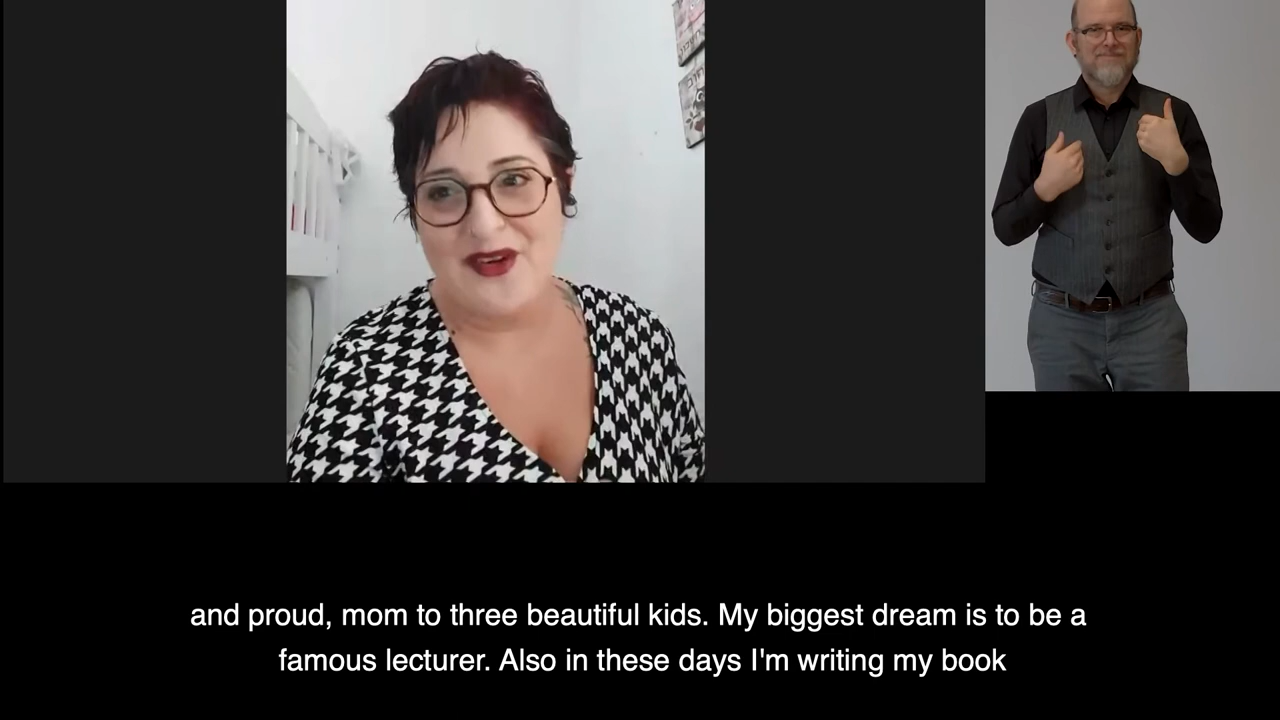 and proud, mom to three beautiful kids. My biggest dream is to be a
famous lecturer. Also in these days I'm writing my book